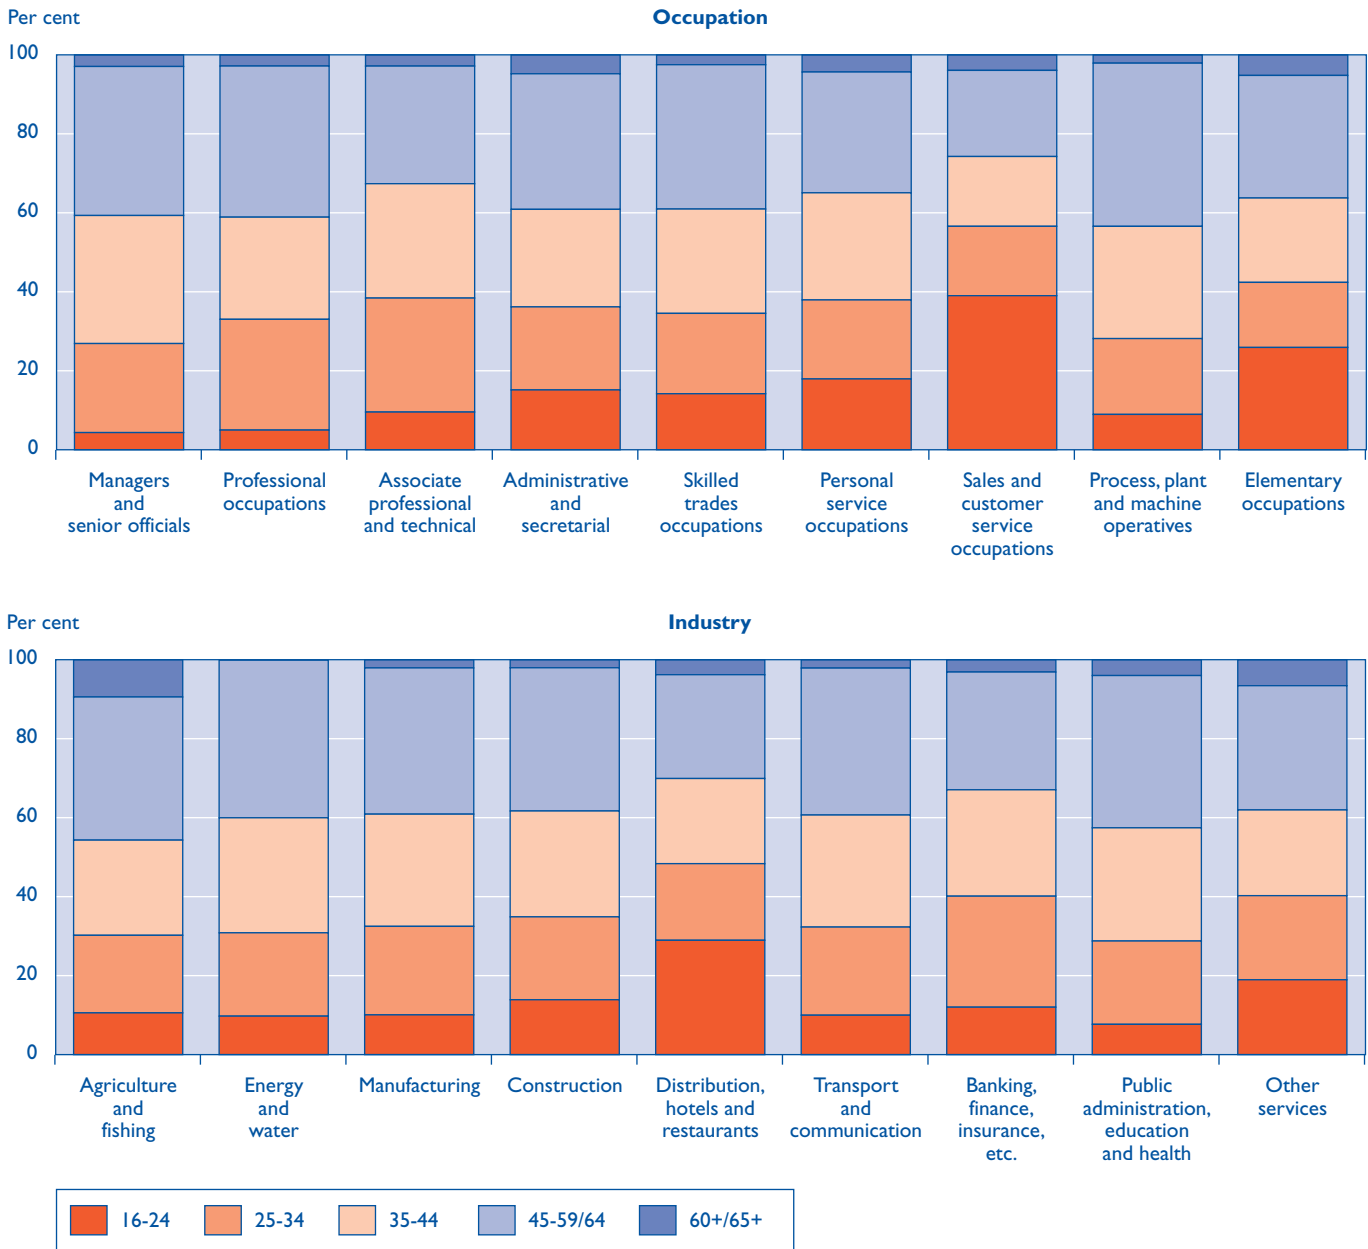 Per cent
Occupation
100
80
60
40
20
0
Managers and senior officials
Professional occupations
Associate professional and technical
Administrative and secretarial
Skilled trades occupations
Personal service occupations
Sales and customer service occupations
Process, plant and machine operatives
Elementary occupations
Per cent
Industry
100
80
60
40
20
0
Agriculture and fishing
Energy and water
Manufacturing
Construction
Distribution, hotels and restaurants
Transport and communication
Banking, finance, insurance, etc.
Public administration, education and health
Other services
16-24
25-34
35-44
45-59/64
60+/65+